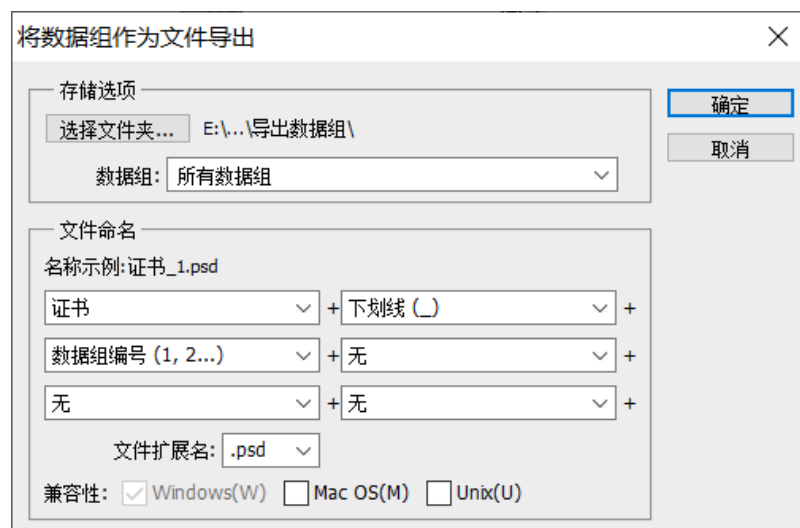 将数据组作为文件导出
存储选项
选择文件夹... E:\...\导出数据组\
确定
取消
数据组: 所有数据组
文件命名
名称示例:证书_1.psd
证书 + 下划线 (_) +
数据组编号 (1, 2...) + 无 +
无 + 无 +
文件扩展名: .psd
兼容性: Windows(W) Mac OS(M) Unix(U)